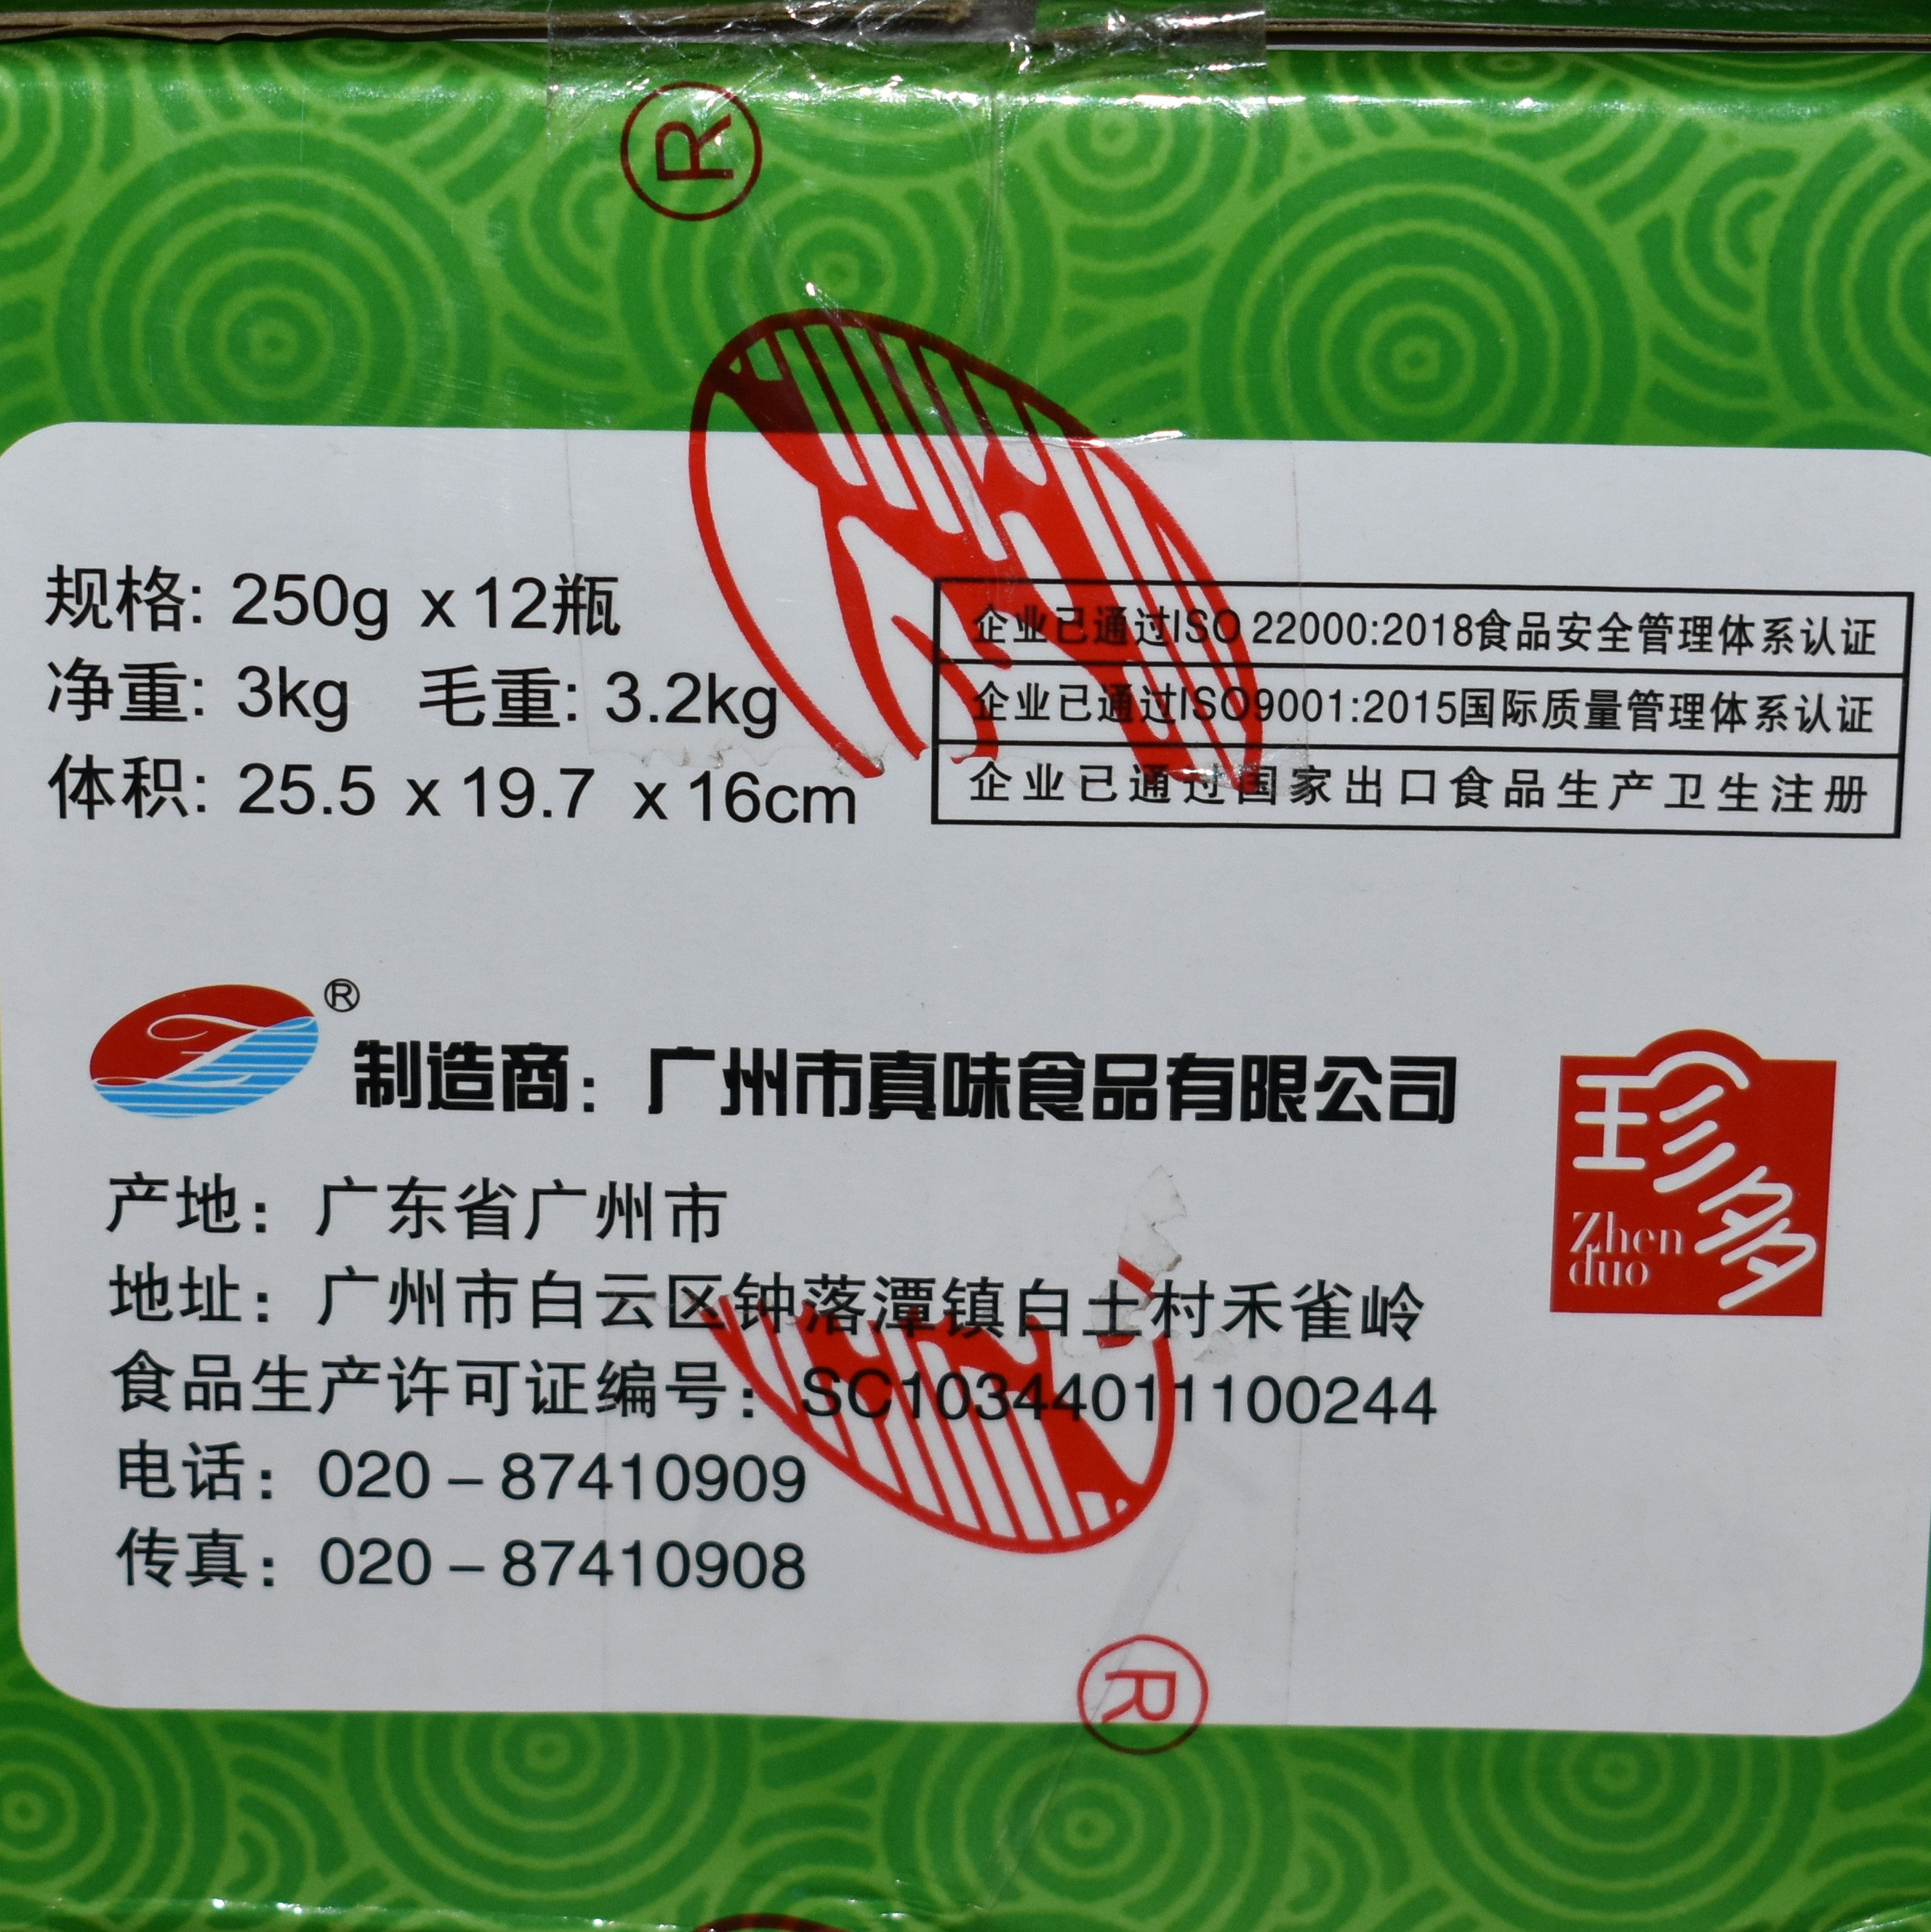 ®
规格: 250g x 12瓶
净重: 3kg 毛重: 3.2kg
体积: 25.5 x 19.7 x 16cm
企业已通过ISO 22000:2018食品安全管理体系认证
企业已通过ISO9001:2015国际质量管理体系认证
企业已通过国家出口食品生产卫生注册
®
制造商：广州市真味食品有限公司
珍多
Zhen
duo
产地：广东省广州市
地址：广州市白云区钟落潭镇白土村禾雀岭
食品生产许可证编号：SC10344011100244
电话：020－87410909
传真：020－87410908
®